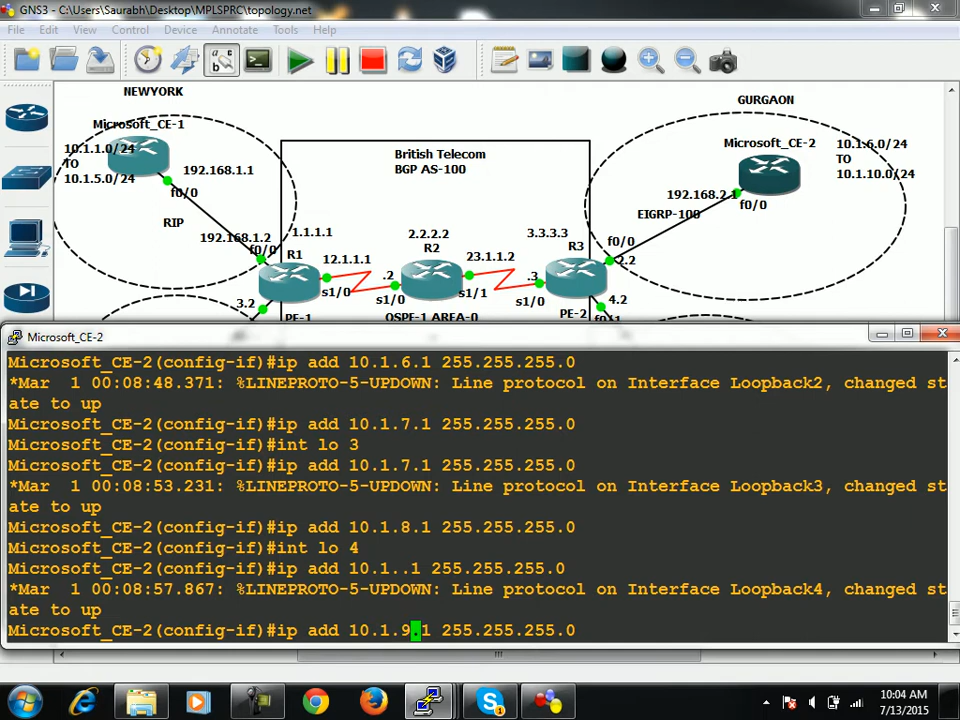 GNS3 - C:\Users\Saurabh\Desktop\MPLSPRC\topology.net
File Edit View Control Device Annotate Tools Help
NEWYORK
GURGAON
Microsoft_CE-1
Microsoft_CE-2
10.1.1.0/24
TO
10.1.5.0/24
10.1.6.0/24
TO
10.1.10.0/24
British Telecom
BGP AS-100
192.168.1.1
f0/0
192.168.2.1
f0/0
RIP
EIGRP-100
192.168.1.2
f0/0
1.1.1.1
2.2.2.2
3.3.3.3
R1
R2
R3
f0/0
2.2
12.1.1.1
.2
23.1.1.2
.3
s1/0
s1/0
s1/1
s1/0
3.2
4.2
PE-1
OSPF-1 AREA-0
PE-2
Microsoft_CE-2
Microsoft_CE-2(config-if)#ip add 10.1.6.1 255.255.255.0
*Mar 1 00:08:48.371: %LINEPROTO-5-UPDOWN: Line protocol on Interface Loopback2, changed st
ate to up
Microsoft_CE-2(config-if)#ip add 10.1.7.1 255.255.255.0
Microsoft_CE-2(config-if)#int lo 3
Microsoft_CE-2(config-if)#ip add 10.1.7.1 255.255.255.0
*Mar 1 00:08:53.231: %LINEPROTO-5-UPDOWN: Line protocol on Interface Loopback3, changed st
ate to up
Microsoft_CE-2(config-if)#ip add 10.1.8.1 255.255.255.0
Microsoft_CE-2(config-if)#int lo 4
Microsoft_CE-2(config-if)#ip add 10.1..1 255.255.255.0
*Mar 1 00:08:57.867: %LINEPROTO-5-UPDOWN: Line protocol on Interface Loopback4, changed st
ate to up
Microsoft_CE-2(config-if)#ip add 10.1.9.1 255.255.255.0
10:04 AM
7/13/2015